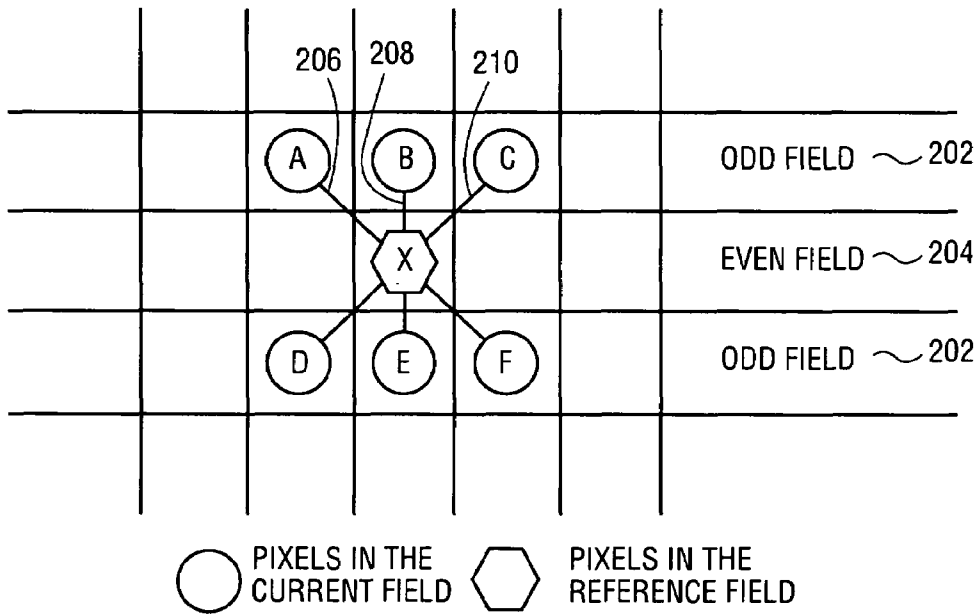 206 208 210
A B C ODD FIELD 202
X EVEN FIELD 204
D E F ODD FIELD 202
PIXELS IN THE
CURRENT FIELD
PIXELS IN THE
REFERENCE FIELD